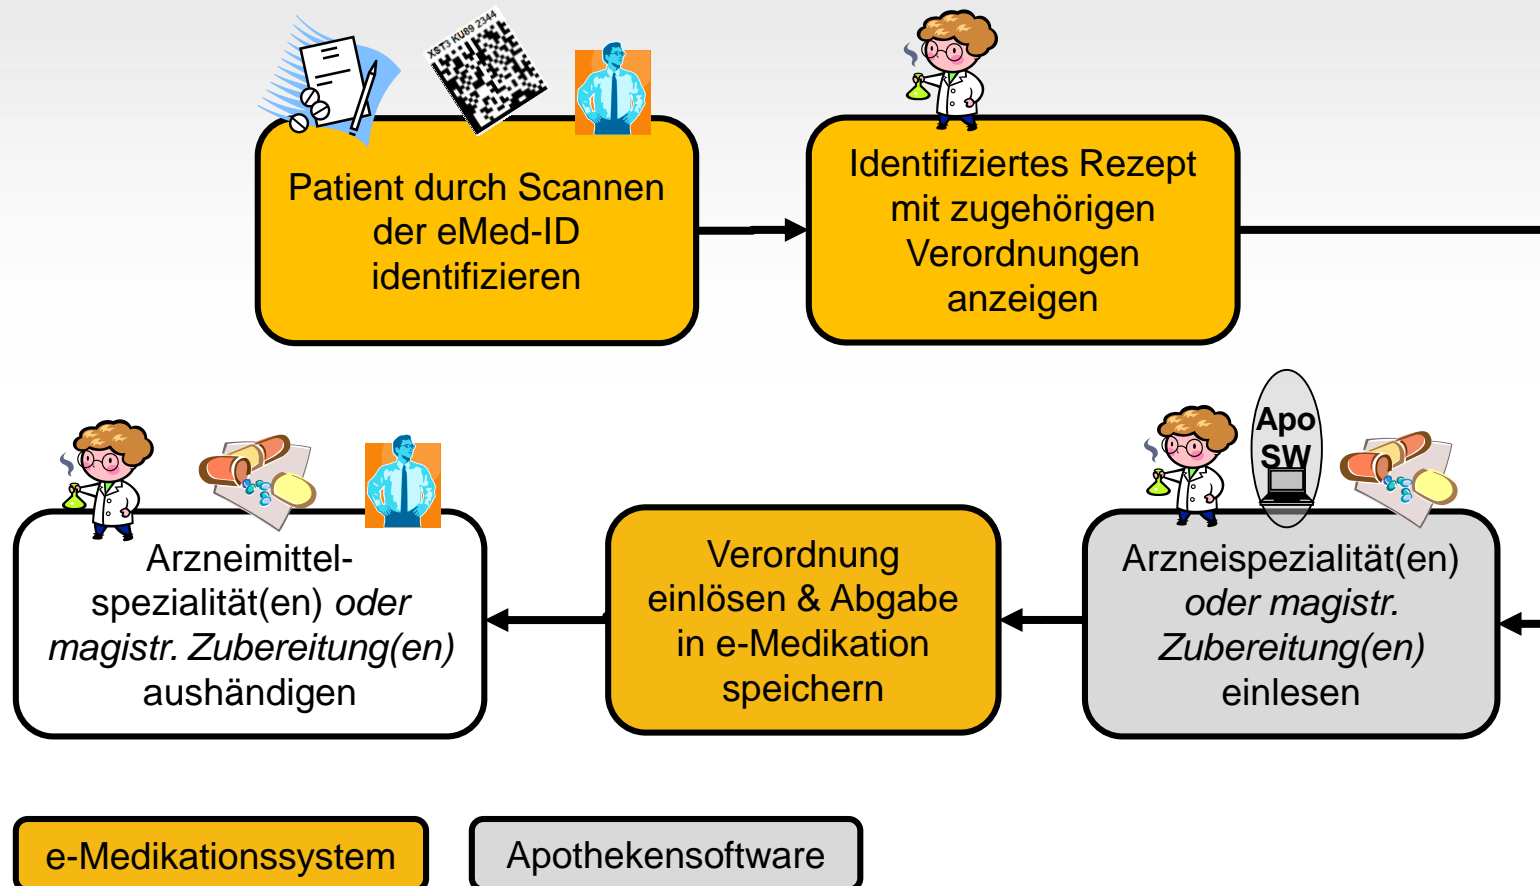 XST3 KU89 2344
Patient durch Scannen
der eMed-ID
identifizieren
Identifiziertes Rezept
mit zugehörigen
Verordnungen
anzeigen
Arzneimittel-
spezialität(en) oder
magistr. Zubereitung(en)
aushändigen
Verordnung
einlösen & Abgabe
in e-Medikation
speichern
Apo
SW
Arzneispezialität(en)
oder magistr.
Zubereitung(en)
einlesen
e-Medikationssystem
Apothekensoftware